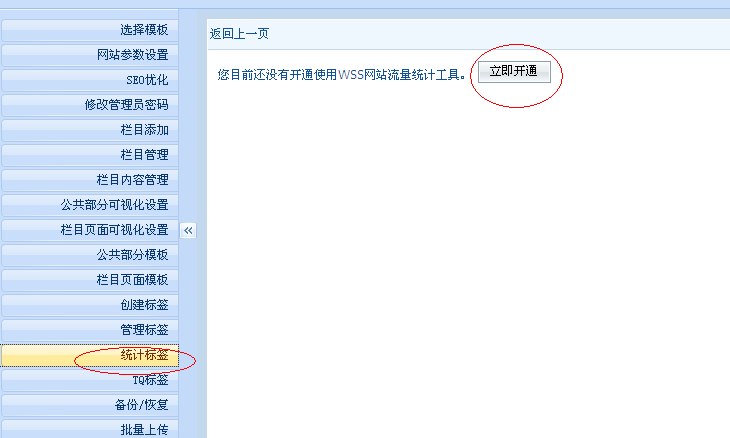 选择模板
网站参数设置
SEO优化
修改管理员密码
栏目添加
栏目管理
栏目内容管理
公共部分可视化设置
栏目页面可视化设置
公共部分模板
栏目页面模板
创建标签
管理标签
统计标签
TQ标签
备份/恢复
批量上传
«
返回上一页
您目前还没有开通使用WSS网站流量统计工具。 立即开通